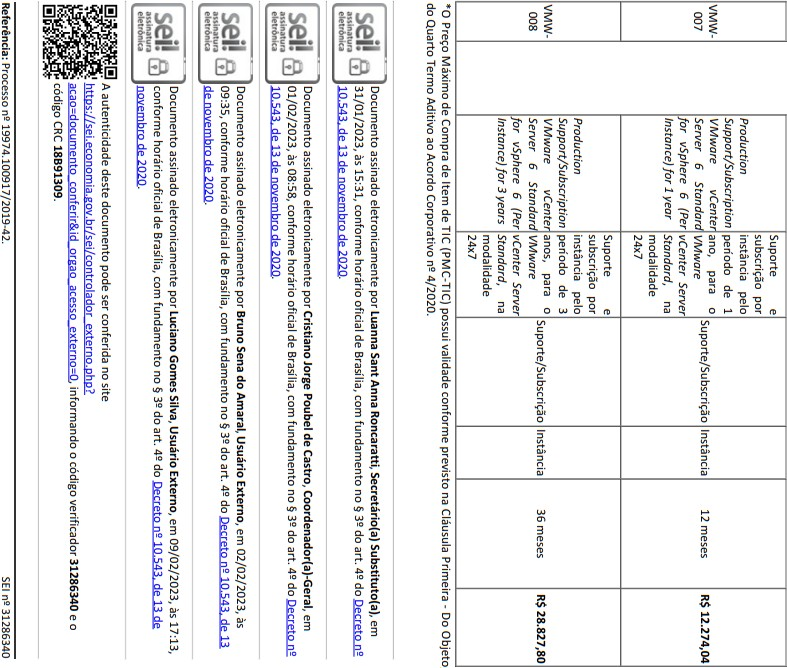 VMW-
007
Production
Support/Subscription
VMware vCenter
Server 6 Standard
for vSphere 6 (Per
Instance) for 1 year
Suporte e
subscrição por
instância pelo
período de 1
ano, para o
VMware
vCenter Server
Standard, na
modalidade
24x7
Suporte/Subscrição
Instância
12 meses
R$ 12.274,04
VMW-
008
Production
Support/Subscription
VMware vCenter
Server 6 Standard
for vSphere 6 (Per
Instance) for 3 years
Suporte e
subscrição por
instância pelo
período de 3
anos, para o
VMware
vCenter Server
Standard, na
modalidade
24x7
Suporte/Subscrição
Instância
36 meses
R$ 28.827,80
*O Preço Máximo de Compra de Item de TIC (PMC-TIC) possui validade conforme previsto na Cláusula Primeira - Do Objeto
do Quarto Termo Aditivo ao Acordo Corporativo nº 4/2020.
sei!
assinatura
eletrônica
Documento assinado eletronicamente por Luanna Sant Anna Roncaratti, Secretário(a) Substituto(a), em
31/01/2023, às 15:31, conforme horário oficial de Brasília, com fundamento no § 3º do art. 4º do Decreto nº
10.543, de 13 de novembro de 2020.
sei!
assinatura
eletrônica
Documento assinado eletronicamente por Cristiano Jorge Poubel de Castro, Coordenador(a)-Geral, em
01/02/2023, às 08:58, conforme horário oficial de Brasília, com fundamento no § 3º do art. 4º do Decreto nº
10.543, de 13 de novembro de 2020.
sei!
assinatura
eletrônica
Documento assinado eletronicamente por Bruno Sena do Amaral, Usuário Externo, em 02/02/2023, às
09:35, conforme horário oficial de Brasília, com fundamento no § 3º do art. 4º do Decreto nº 10.543, de 13
de novembro de 2020.
sei!
assinatura
eletrônica
Documento assinado eletronicamente por Luciano Gomes Silva, Usuário Externo, em 09/02/2023, às 17:13,
conforme horário oficial de Brasília, com fundamento no § 3º do art. 4º do Decreto nº 10.543, de 13 de
novembro de 2020.
A autenticidade deste documento pode ser conferida no site
https://sei.economia.gov.br/sei/controlador_externo.php?
acao=documento_conferir&id_orgao_acesso_externo=0, informando o código verificador 31286340 e o
código CRC 18B91309.
Referência: Processo nº 19974.100917/2019-42.
SEI nº 31286340